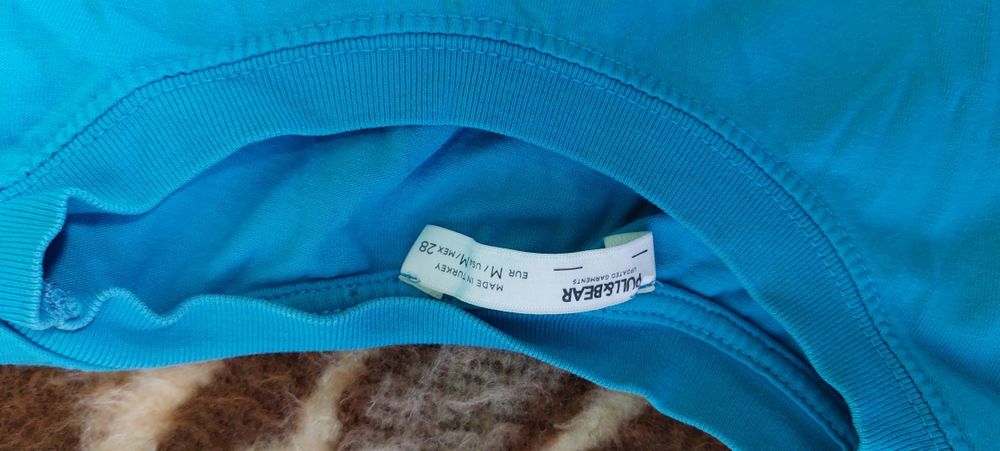 PULL&BEAR
UPDATED GARMENTS
EUR M / USA M / MEX 28
MADE IN TURKEY